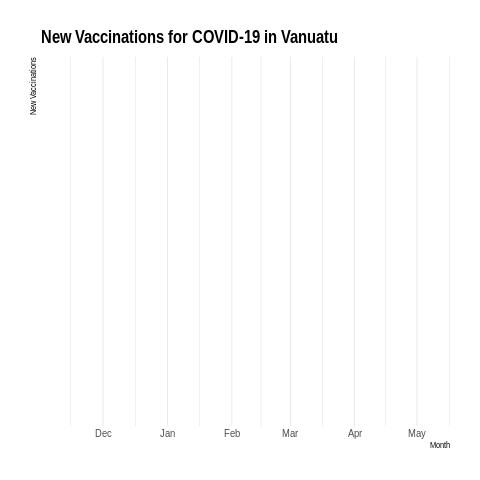 New Vaccinations for COVID-19 in Vanuatu
New Vaccinations
Dec Jan Feb Mar Apr May
Month